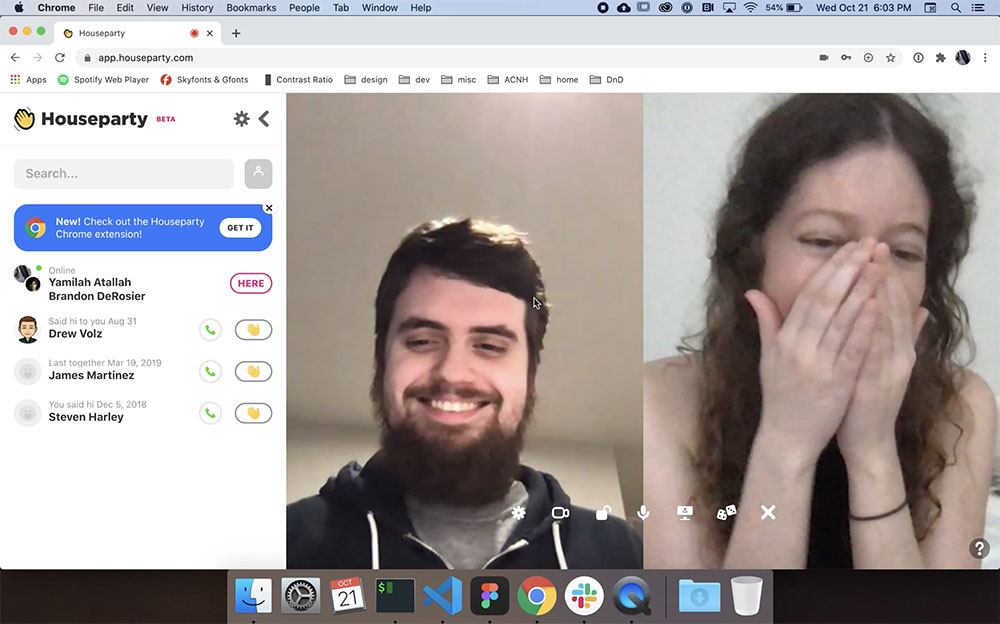 Chrome File Edit View History Bookmarks People Tab Window Help 54% Wed Oct 21 6:03 PM
Houseparty
app.houseparty.com
Apps Spotify Web Player Skyfonts & Gfonts Contrast Ratio design dev misc ACNH home DnD
Houseparty BETA
Search...
New! Check out the Houseparty
Chrome extension!
GET IT
Online
Yamilah Atallah
Brandon DeRosier
HERE
Said hi to you Aug 31
Drew Volz
Last together Mar 19, 2019
James Martinez
You said hi Dec 5, 2018
Steven Harley
?
OCT
21
$